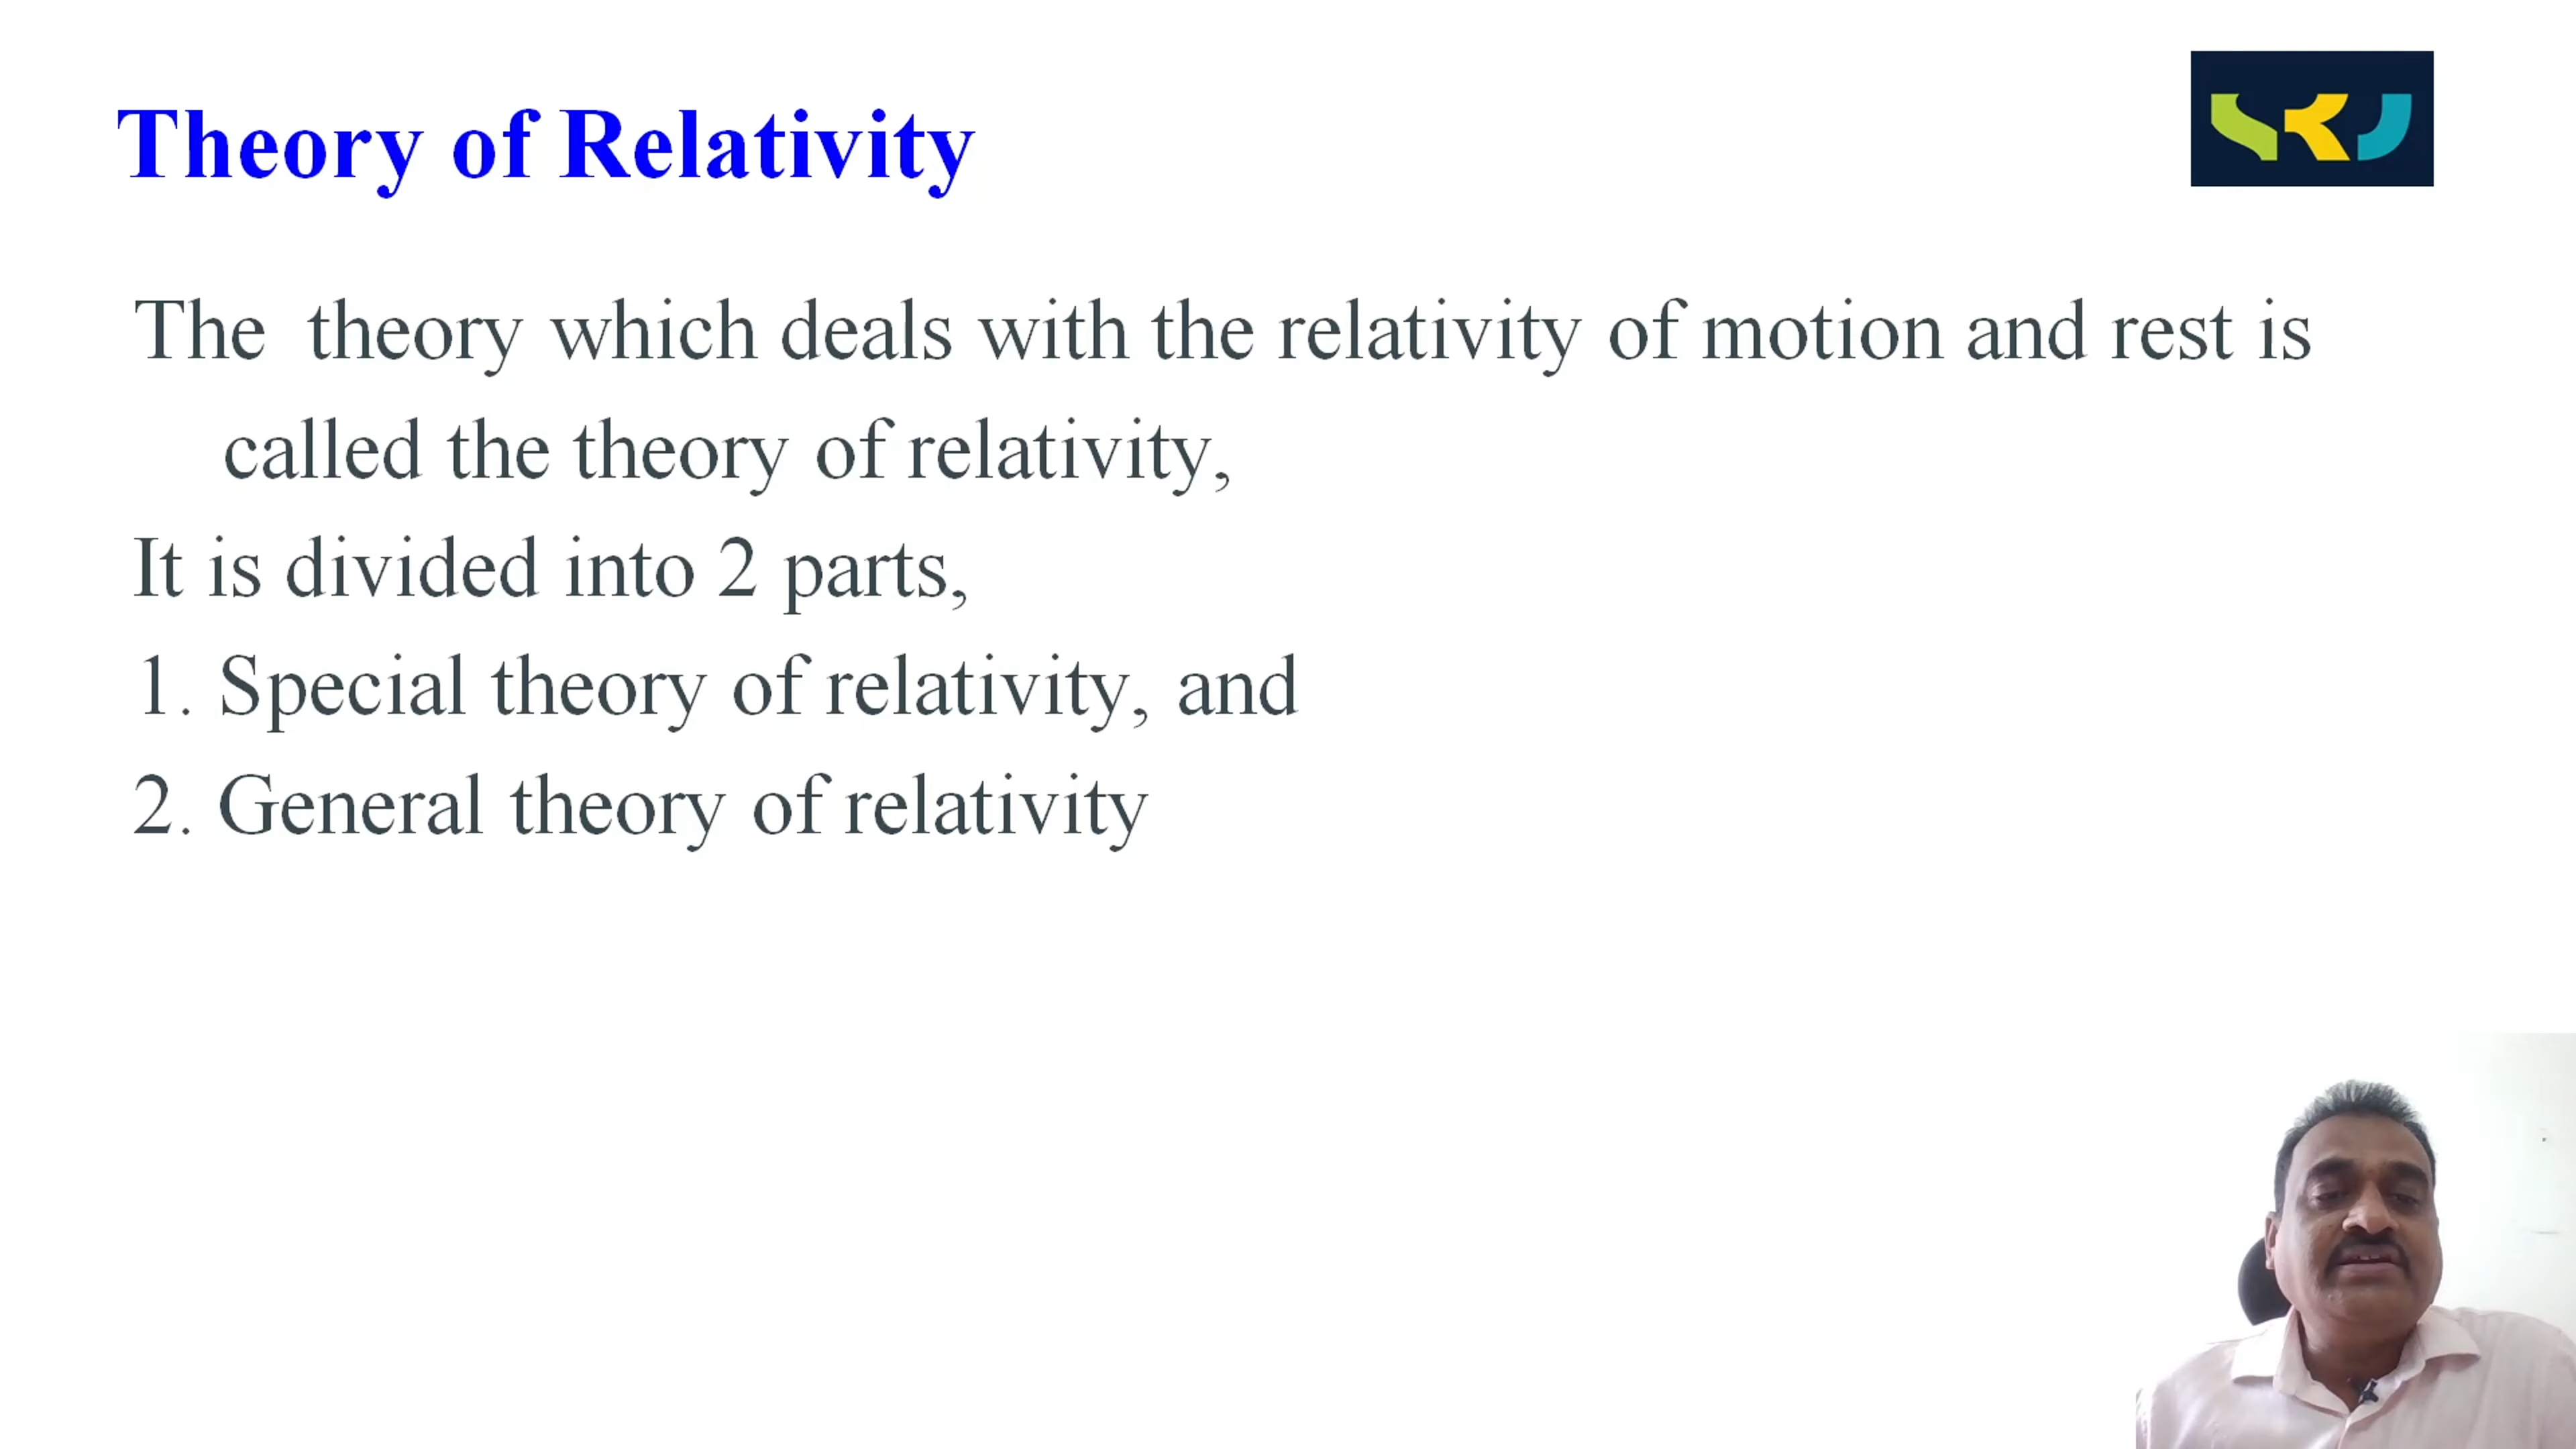 Theory of Relativity
SKJ
The theory which deals with the relativity of motion and rest is
called the theory of relativity,
It is divided into 2 parts,
1. Special theory of relativity, and
2. General theory of relativity